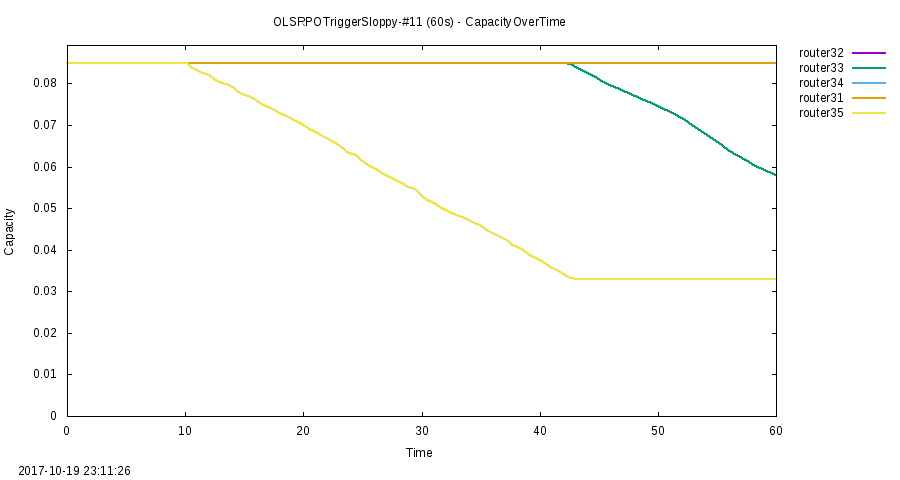 OLSRPOTriggerSloppy-#11 (60s) - CapacityOverTime
router32
router33
router34
router31
router35
0.08
0.07
0.06
0.05
0.04
0.03
0.02
0.01
0
Capacity
0 10 20 30 40 50 60
Time
2017-10-19 23:11:26